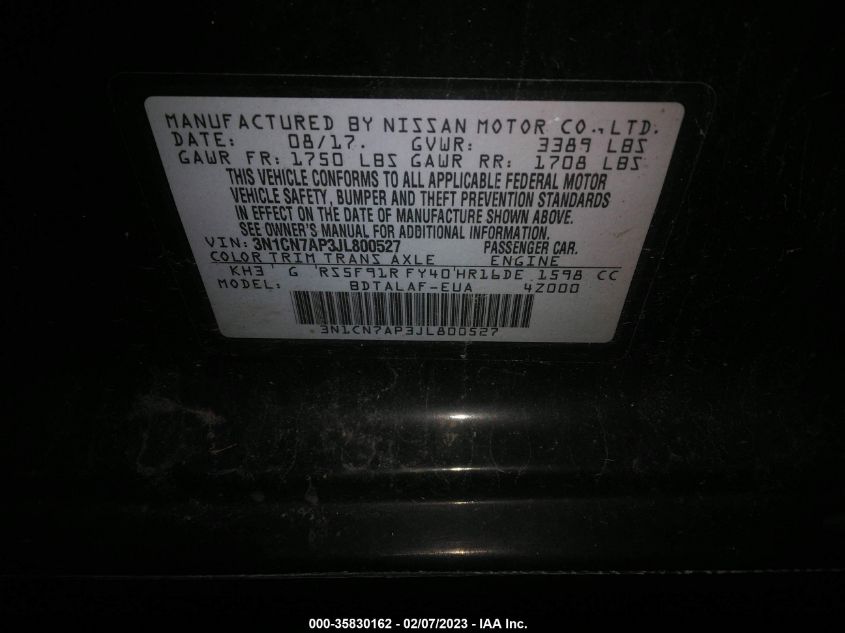 MANUFACTURED BY NISSAN MOTOR CO., LTD.
DATE: 08/17. GVWR: 3389 LBS
GAWR FR: 1750 LBS GAWR RR: 1708 LBS
THIS VEHICLE CONFORMS TO ALL APPLICABLE FEDERAL MOTOR
VEHICLE SAFETY, BUMPER AND THEFT PREVENTION STANDARDS
IN EFFECT ON THE DATE OF MANUFACTURE SHOWN ABOVE.
SEE OWNER'S MANUAL FOR ADDITIONAL INFORMATION.
VIN: 3N1CN7AP3JL800527 PASSENGER CAR.
COLOR TRIM TRANS AXLE ENGINE
KH3 G RS5F91R FY40 HR16DE 1598 CC
MODEL: BDTALAF-EUA 4Z000
3N1CN7AP3JL800527
000-35830162 - 02/07/2023 - IAA Inc.